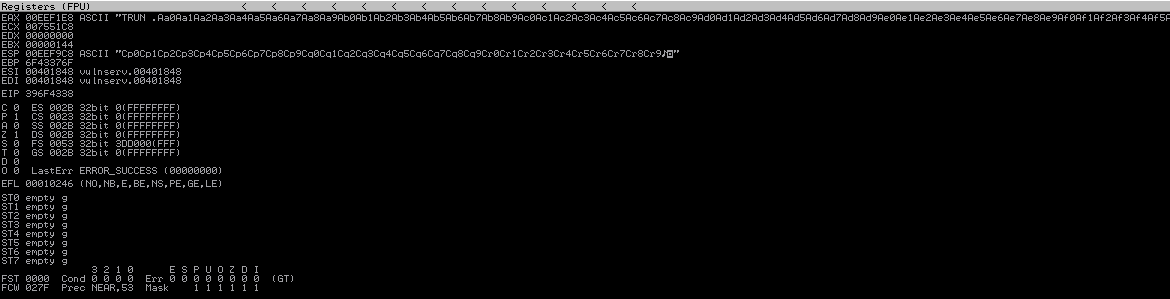 Registers (FPU) < < < < < < < < < < < < < <
EAX 00EEF1E8 ASCII "TRUN .Aa0Aa1Aa2Aa3Aa4Aa5Aa6Aa7Aa8Aa9Ab0Ab1Ab2Ab3Ab4Ab5Ab6Ab7Ab8Ab9Ac0Ac1Ac2Ac3Ac4Ac5Ac6Ac7Ac8Ac9Ad0Ad1Ad2Ad3Ad4Ad5Ad6Ad7Ad8Ad9Ae0Ae1Ae2Ae3Ae4Ae5Ae6Ae7Ae8Ae9Af0Af1Af2Af3Af4Af5A
ECX 007551C8
EDX 00000000
EBX 00000144
ESP 00EEF9C8 ASCII "Cp0Cp1Cp2Cp3Cp4Cp5Cp6Cp7Cp8Cp9Cq0Cq1Cq2Cq3Cq4Cq5Cq6Cq7Cq8Cq9Cr0Cr1Cr2Cr3Cr4Cr5Cr6Cr7Cr8Cr9♪◙"
EBP 6F43376F
ESI 00401848 vulnserv.00401848
EDI 00401848 vulnserv.00401848
EIP 396F4338
C 0 ES 002B 32bit 0(FFFFFFFF)
P 1 CS 0023 32bit 0(FFFFFFFF)
A 0 SS 002B 32bit 0(FFFFFFFF)
Z 1 DS 002B 32bit 0(FFFFFFFF)
S 0 FS 0053 32bit 3DD000(FFF)
T 0 GS 002B 32bit 0(FFFFFFFF)
D 0
O 0 LastErr ERROR_SUCCESS (00000000)
EFL 00010246 (NO,NB,E,BE,NS,PE,GE,LE)
ST0 empty g
ST1 empty g
ST2 empty g
ST3 empty g
ST4 empty g
ST5 empty g
ST6 empty g
ST7 empty g
3 2 1 0 E S P U O Z D I
FST 0000 Cond 0 0 0 0 Err 0 0 0 0 0 0 0 0 (GT)
FCW 027F Prec NEAR,53 Mask 1 1 1 1 1 1